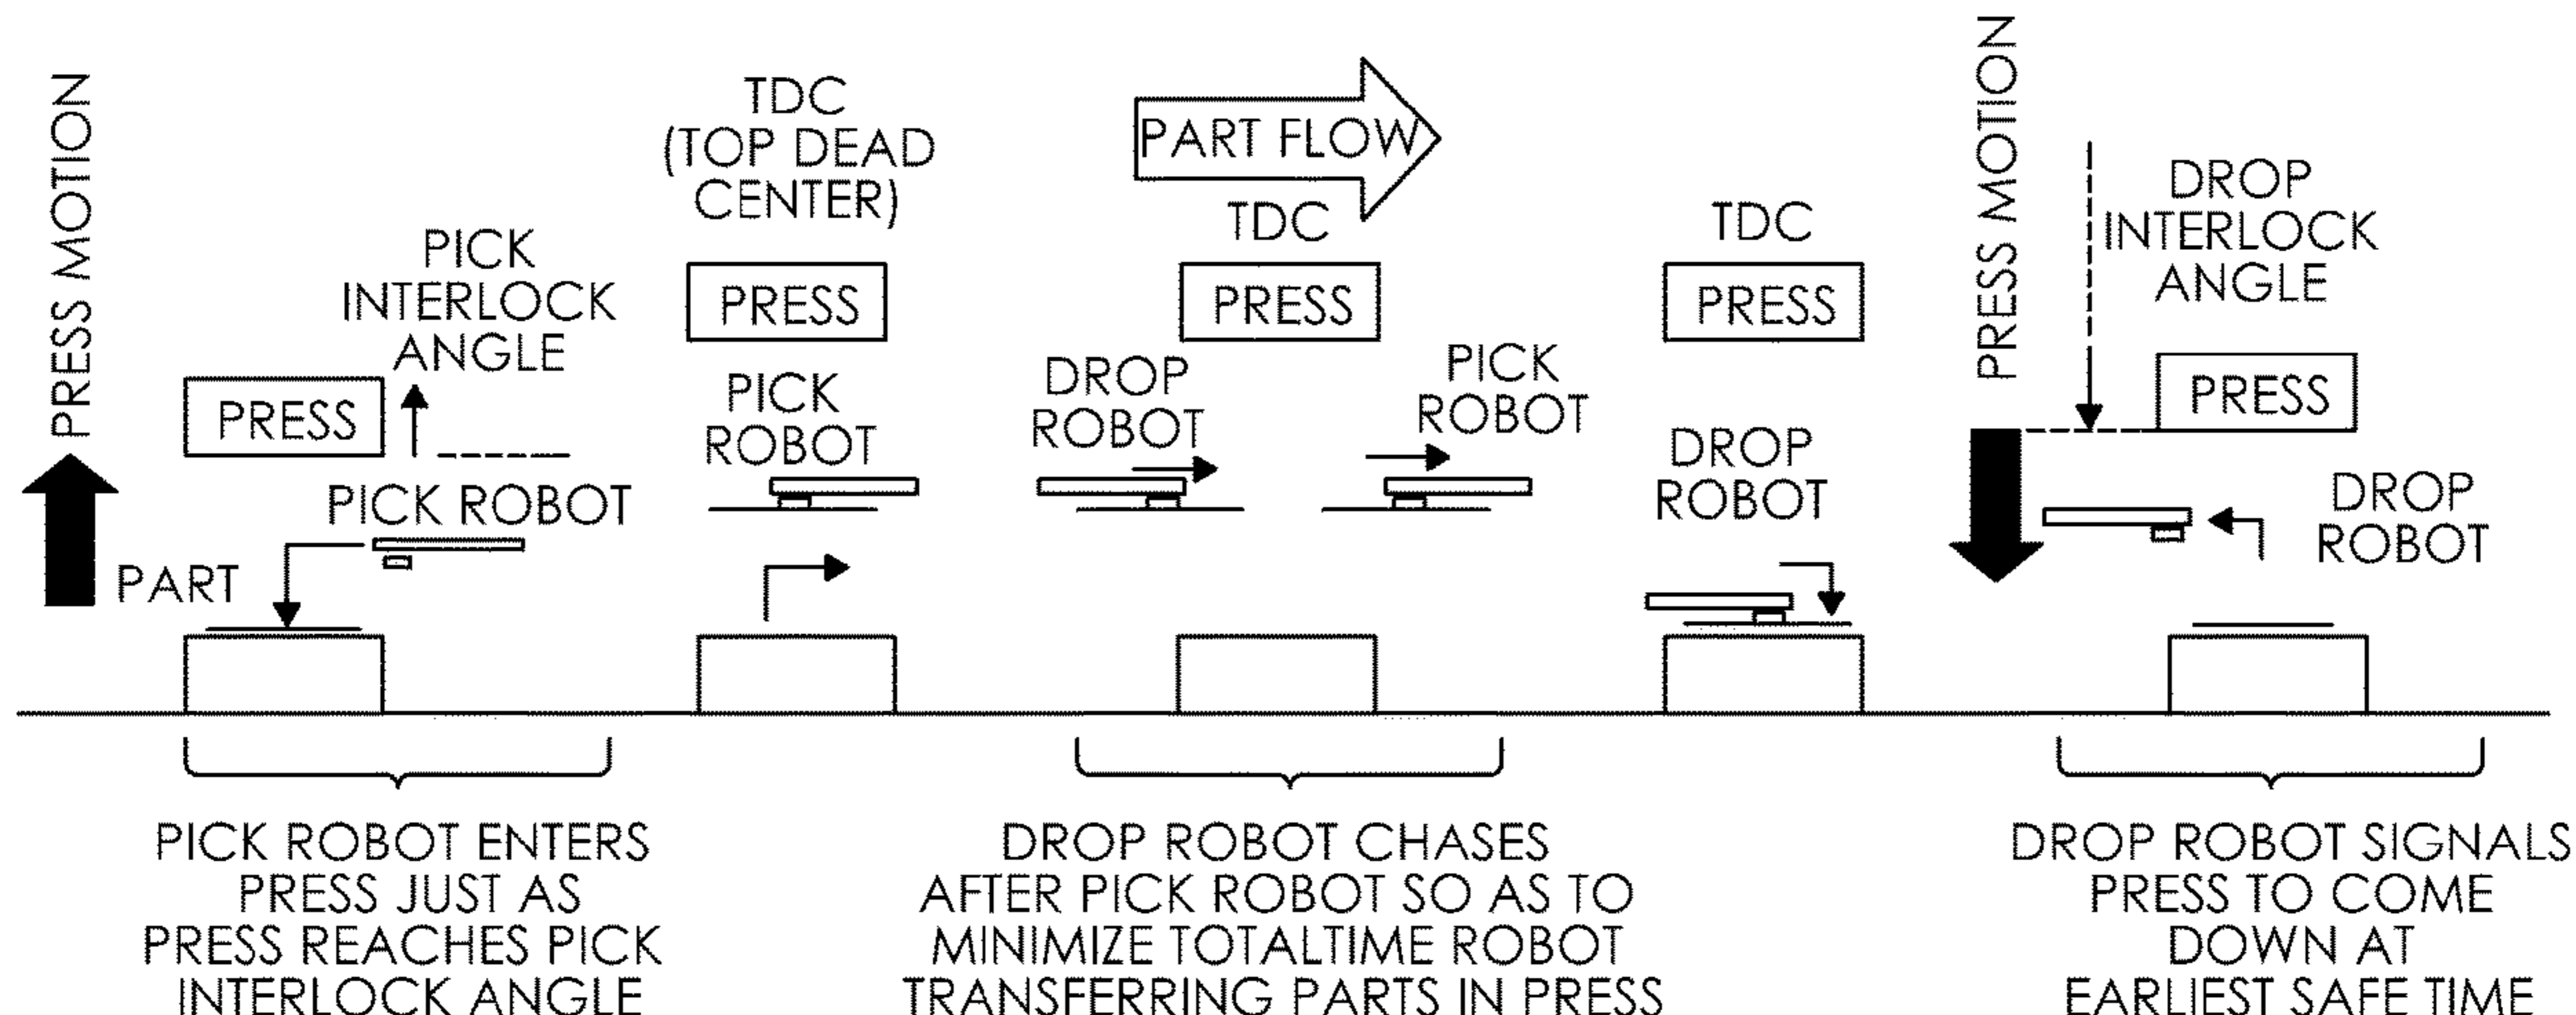 PRESS MOTION
PICK
INTERLOCK
ANGLE
PRESS
PICK ROBOT
PART
TDC
(TOP DEAD
CENTER)
PRESS
PICK
ROBOT
PART FLOW
TDC
PRESS
DROP
ROBOT
PICK
ROBOT
TDC
PRESS
DROP
ROBOT
PRESS MOTION
DROP
INTERLOCK
ANGLE
PRESS
DROP
ROBOT
PICK ROBOT ENTERS
PRESS JUST AS
PRESS REACHES PICK
INTERLOCK ANGLE
DROP ROBOT CHASES
AFTER PICK ROBOT SO AS TO
MINIMIZE TOTALTIME ROBOT
TRANSFERRING PARTS IN PRESS
DROP ROBOT SIGNALS
PRESS TO COME
DOWN AT
EARLIEST SAFE TIME